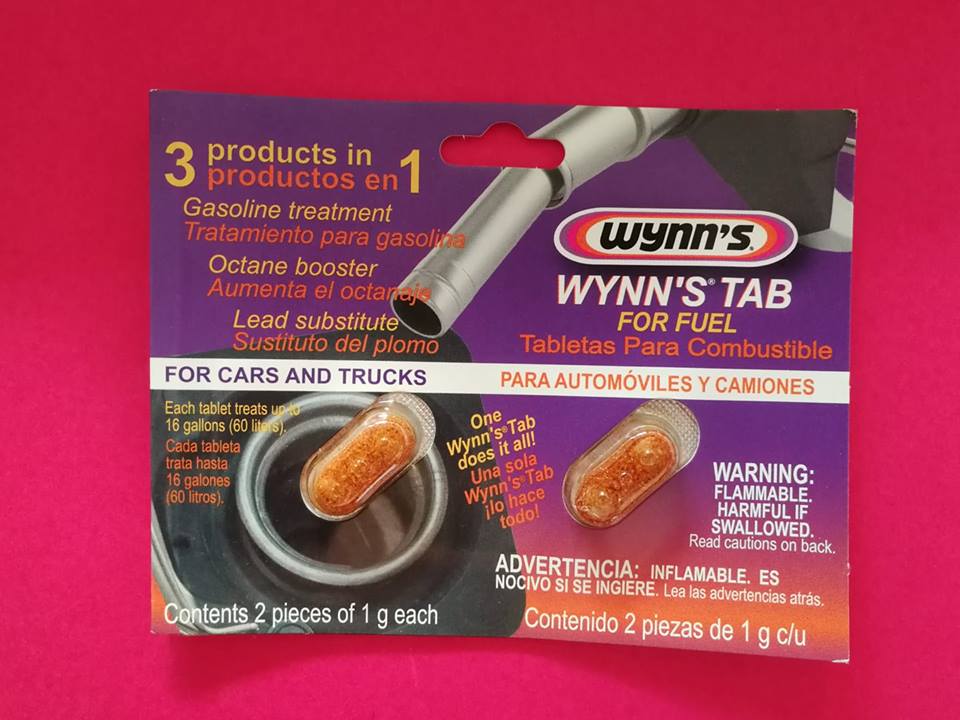 3 products in 1
productos en
Gasoline treatment
Tratamiento para gasolina
Octane booster
Aumenta el octanaje
Lead substitute
Sustituto del plomo
WYNN'S
WYNN'S® TAB
FOR FUEL
Tabletas Para Combustible
FOR CARS AND TRUCKS
PARA AUTOMÓVILES Y CAMIONES
Each tablet treats up to
16 gallons (60 liters).
Cada tableta
trata hasta
16 galones
(60 litros).
One
Wynn's® Tab
does it all!
Una sola
Wynn's® Tab
¡lo hace
todo!
WARNING:
FLAMMABLE.
HARMFUL IF
SWALLOWED.
Read cautions on back.
ADVERTENCIA: INFLAMABLE. ES
NOCIVO SI SE INGIERE. Lea las advertencias atrás.
Contents 2 pieces of 1 g each
Contenido 2 piezas de 1 g c/u